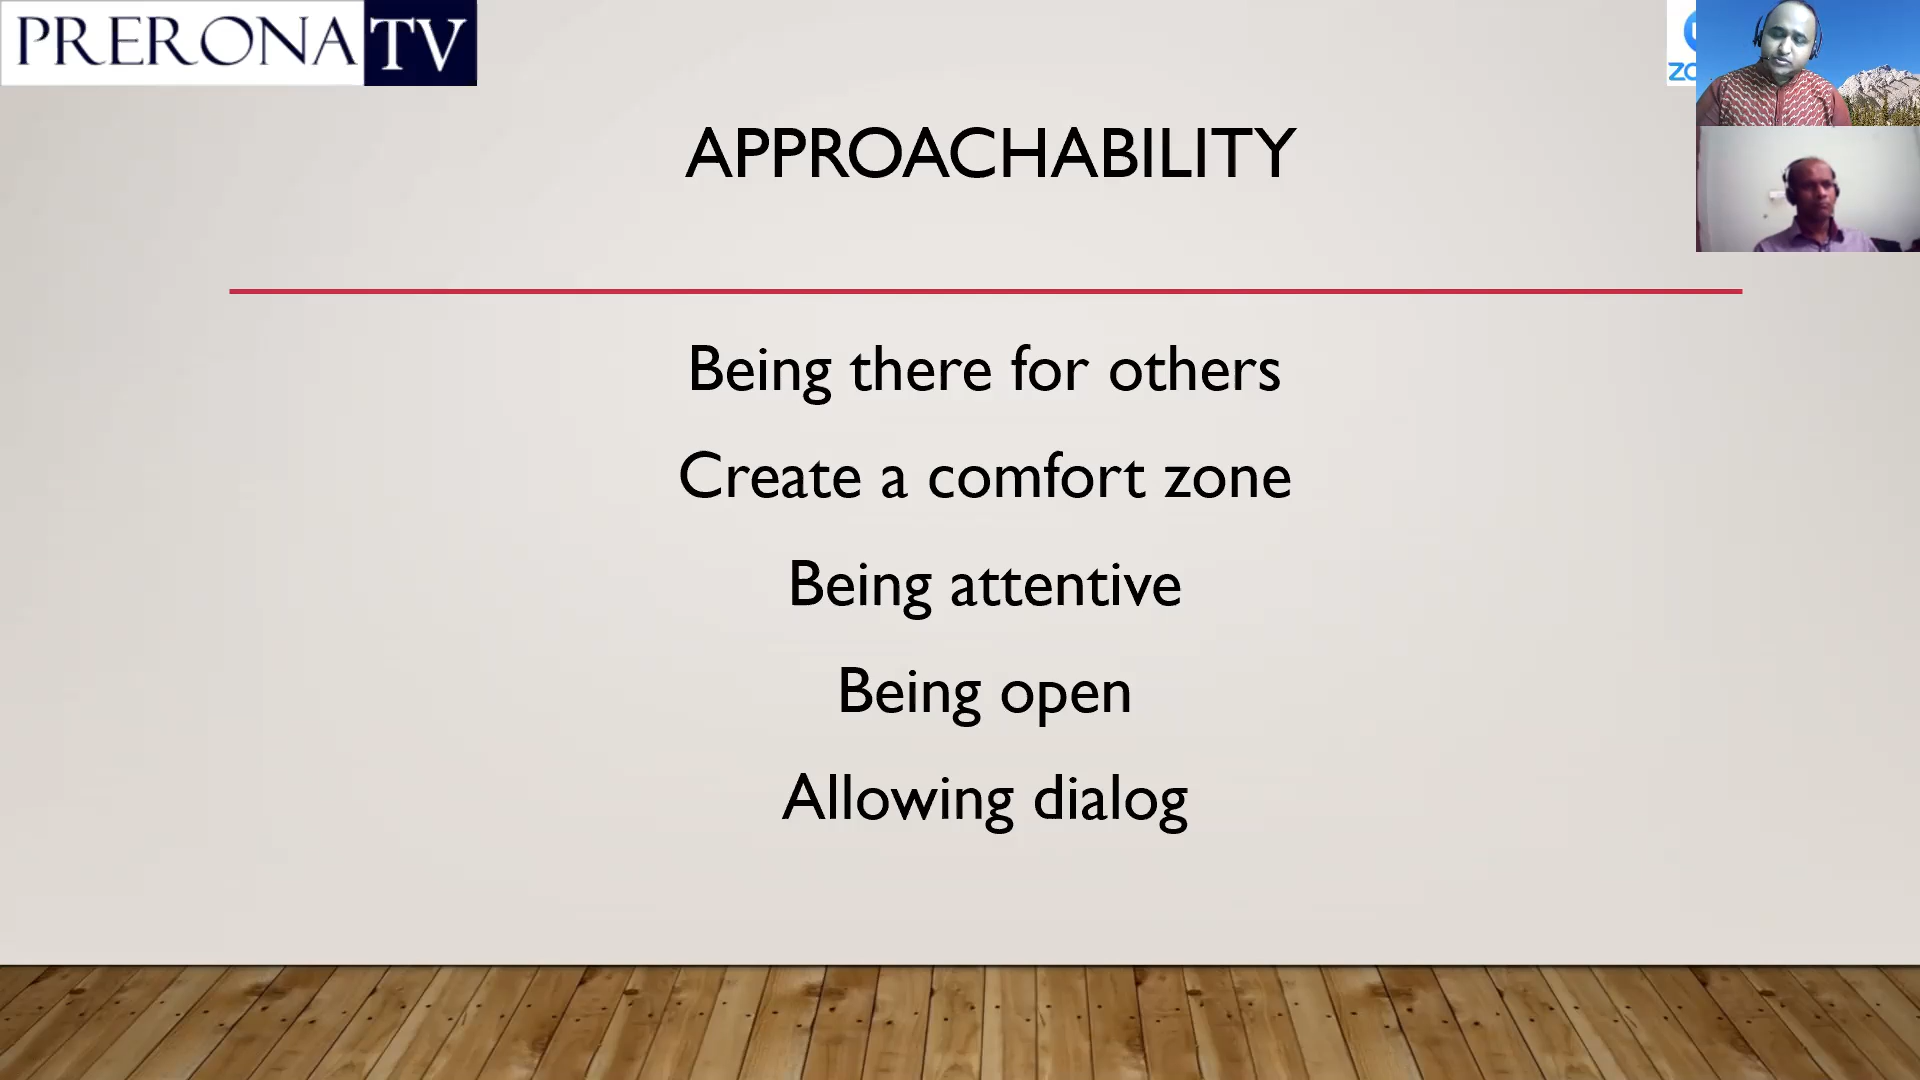 PRERONA TV
APPROACHABILITY
Being there for others
Create a comfort zone
Being attentive
Being open
Allowing dialog